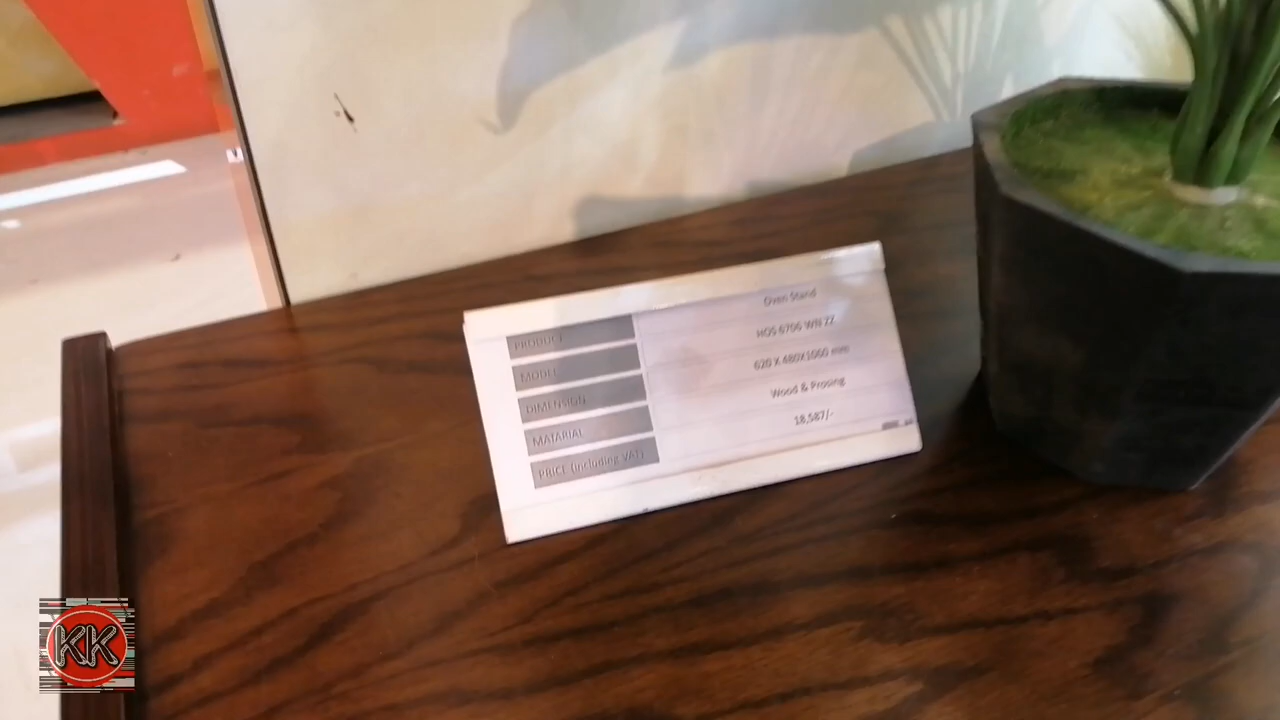 PRODUCT Oven Stand
MODEL HOS 6706 WN ZZ
DIMENSION 620 X 480X1060 mm
MATARIAL Wood & Prosing
PRICE (Including VAT) 18,587/-
KK